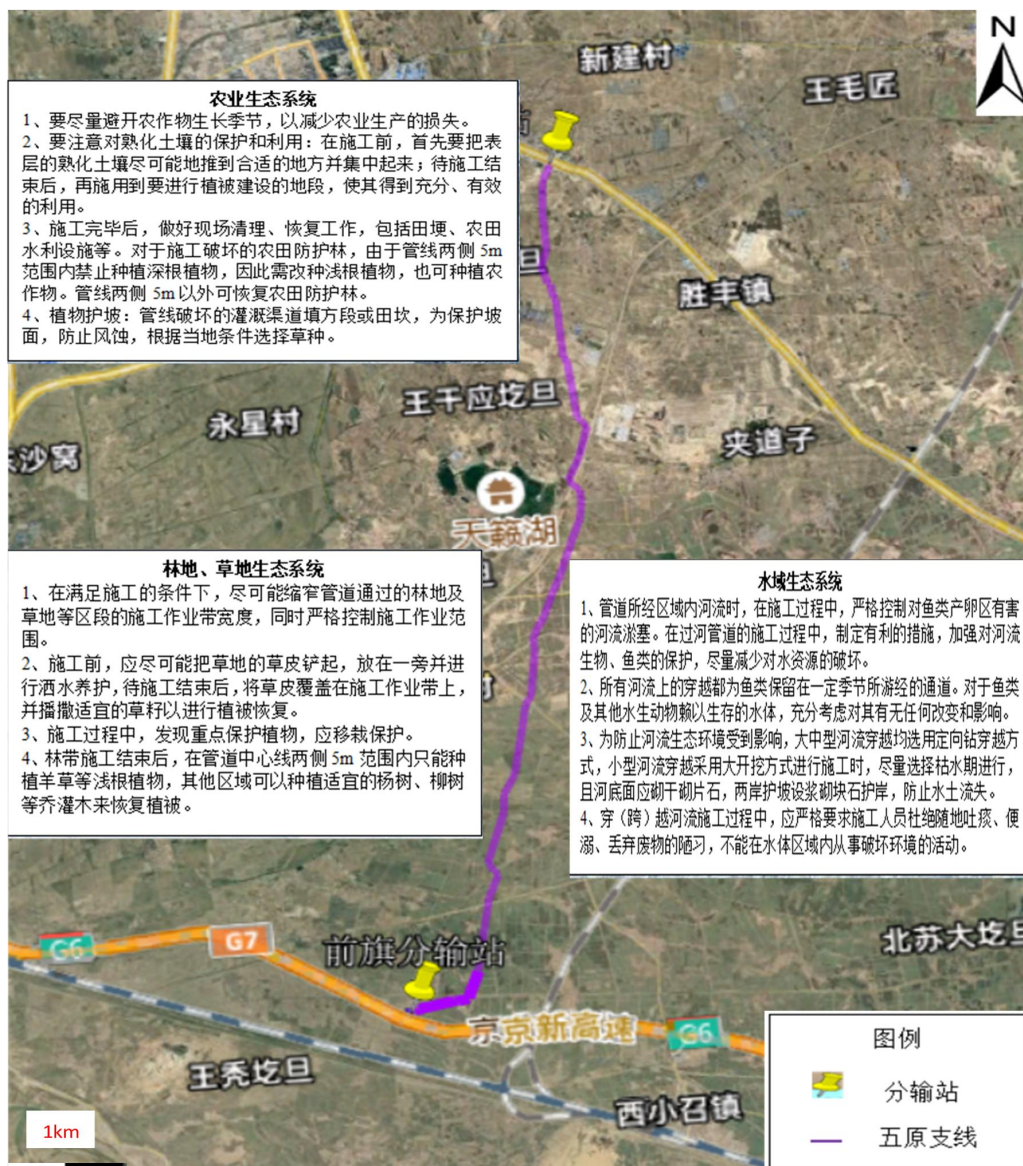 N
新建村
王毛匠
农业生态系统
1、要尽量避开农作物生长季节，以减少农业生产的损失。
2、要注意对熟化土壤的保护和利用：在施工前，首先要把表
层的熟化土壤尽可能地推到合适的地方并集中起来；待施工结
束后，再施用到要进行植被建设的地段，使其得到充分、有效
的利用。
3、施工完毕后，做好现场清理、恢复工作，包括田埂、农田
水利设施等。对于施工破坏的农田防护林，由于管线两侧 5m
范围内禁止种植深根植物，因此需改种浅根植物，也可种植农
作物。管线两侧 5m 以外可恢复农田防护林。
4、植物护坡：管线破坏的灌溉渠道填方段或田坎，为保护坡
面，防止风蚀，根据当地条件选择草种。
旦
胜丰镇
王干应圪旦
永星村
夹道子
沙窝
天籁湖
林地、草地生态系统
1、在满足施工的条件下，尽可能缩窄管道通过的林地及
草地等区段的施工作业带宽度，同时严格控制施工作业范
围。
2、施工前，应尽可能把草地的草皮铲起，放在一旁并进
行洒水养护，待施工结束后，将草皮覆盖在施工作业带上，
并播撒适宜的草籽以进行植被恢复。
3、施工过程中，发现重点保护植物，应移栽保护。
4、林带施工结束后，在管道中心线两侧 5m 范围内只能种
植羊草等浅根植物，其他区域可以种植适宜的杨树、柳树
等乔灌木来恢复植被。
水域生态系统
1、管道所经区域内河流时，在施工过程中，严格控制对鱼类产卵区有害
的河流淤塞。在过河管道的施工过程中，制定有利的措施，加强对河流
生物、鱼类的保护，尽量减少对水资源的破坏。
2、所有河流上的穿越都为鱼类保留在一定季节所游经的通道。对于鱼类
及其他水生动物赖以生存的水体，充分考虑对其有无任何改变和影响。
3、为防止河流生态环境受到影响，大中型河流穿越均选用定向钻穿越方
式，小型河流穿越采用大开挖方式进行施工时，尽量选择枯水期进行，
且河底面应砌干砌片石，两岸护坡设浆砌块石护岸，防止水土流失。
4、穿（跨）越河流施工过程中，应严格要求施工人员杜绝随地吐痰、便
溺、丢弃废物的陋习，不能在水体区域内从事破坏环境的活动。
G6
G7
前旗分输站
北苏大圪旦
京京新高速
G6
王秃圪旦
西小召镇
1km
图例
分输站
五原支线